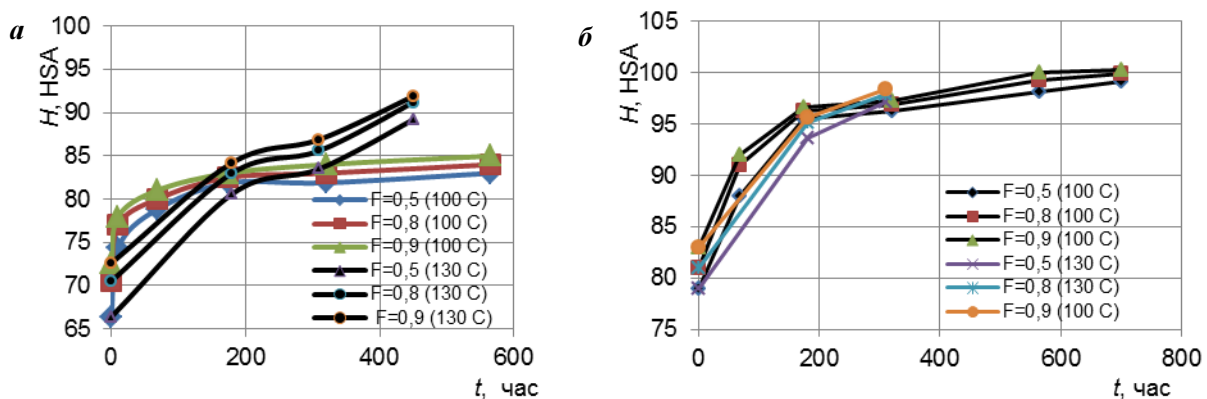 а
H, HSA
100
95
90
85
80
75
70
65
0
200
400
600
t, час
F=0,5 (100 C)
F=0,8 (100 C)
F=0,9 (100 C)
F=0,5 (130 C)
F=0,8 (130 C)
F=0,9 (130 C)
б
H, HSA
105
100
95
90
85
80
75
0
200
400
600
800
t, час
F=0,5 (100 C)
F=0,8 (100 C)
F=0,9 (100 C)
F=0,5 (130 C)
F=0,8 (130 C)
F=0,9 (100 C)